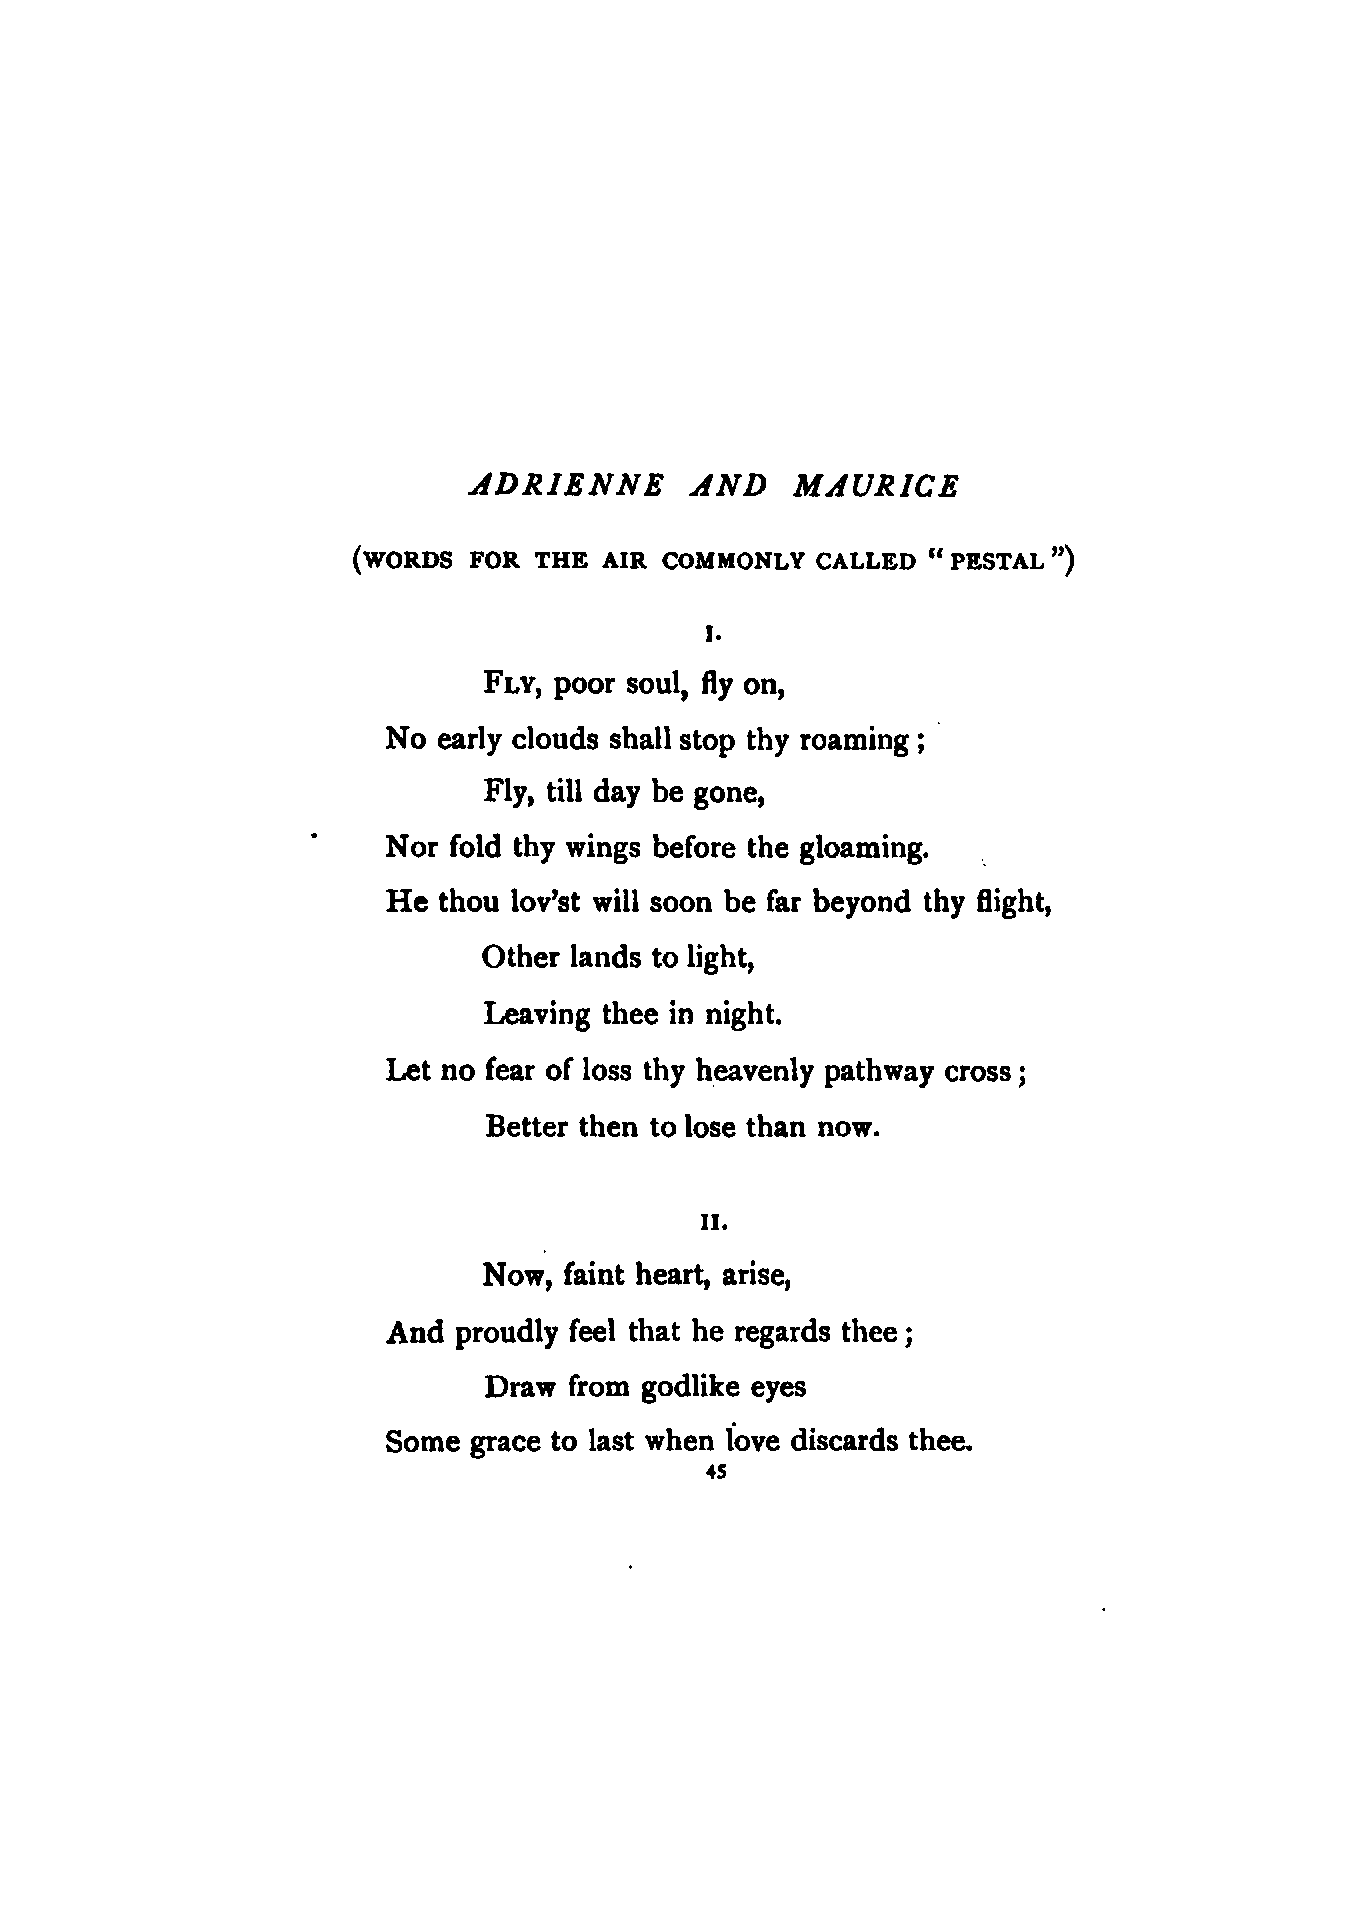 ADRIENNE AND MAURICE
(WORDS FOR THE AIR COMMONLY CALLED “PESTAL”)
I.
FLY, poor soul, fly on,
No early clouds shall stop thy roaming;
Fly, till day be gone,
Nor fold thy wings before the gloaming.
He thou lov’st will soon be far beyond thy flight,
Other lands to light,
Leaving thee in night.
Let no fear of loss thy heavenly pathway cross;
Better then to lose than now.
II.
Now, faint heart, arise,
And proudly feel that he regards thee;
Draw from godlike eyes
Some grace to last when love discards thee.
45